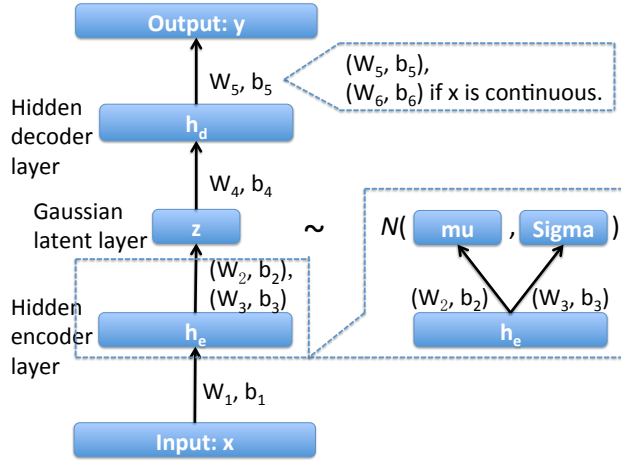 Output: y
W5, b5
(W5, b5),
(W6, b6) if x is continuous.
Hidden
decoder
layer
hd
W4, b4
Gaussian
latent layer
z
~
N( mu , Sigma )
(W2, b2),
(W3, b3)
(W2, b2) (W3, b3)
Hidden
encoder
layer
he
he
W1, b1
Input: x